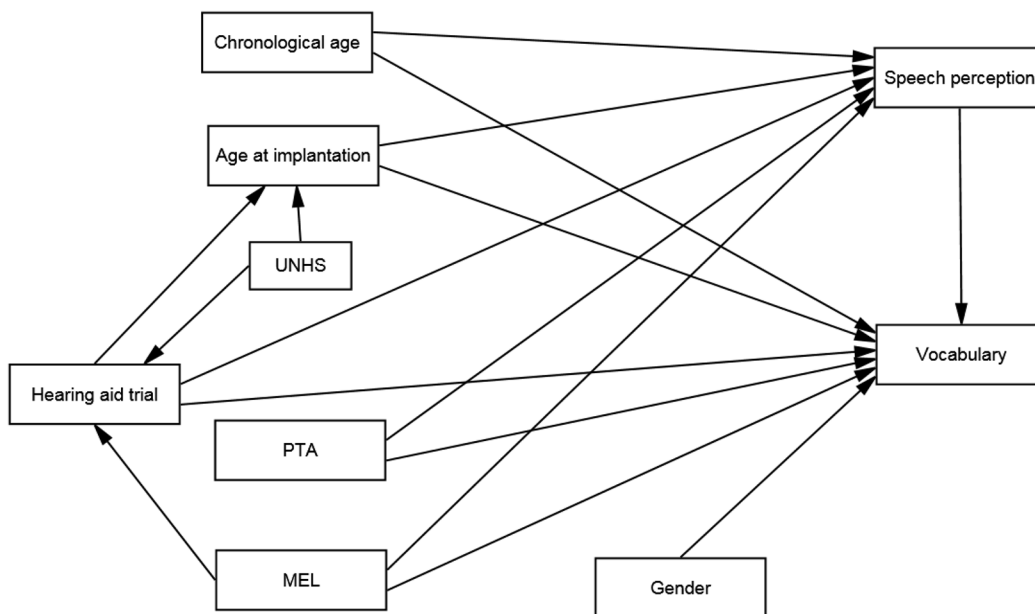 Chronological age
Speech perception
Age at implantation
UNHS
Vocabulary
Hearing aid trial
PTA
MEL
Gender